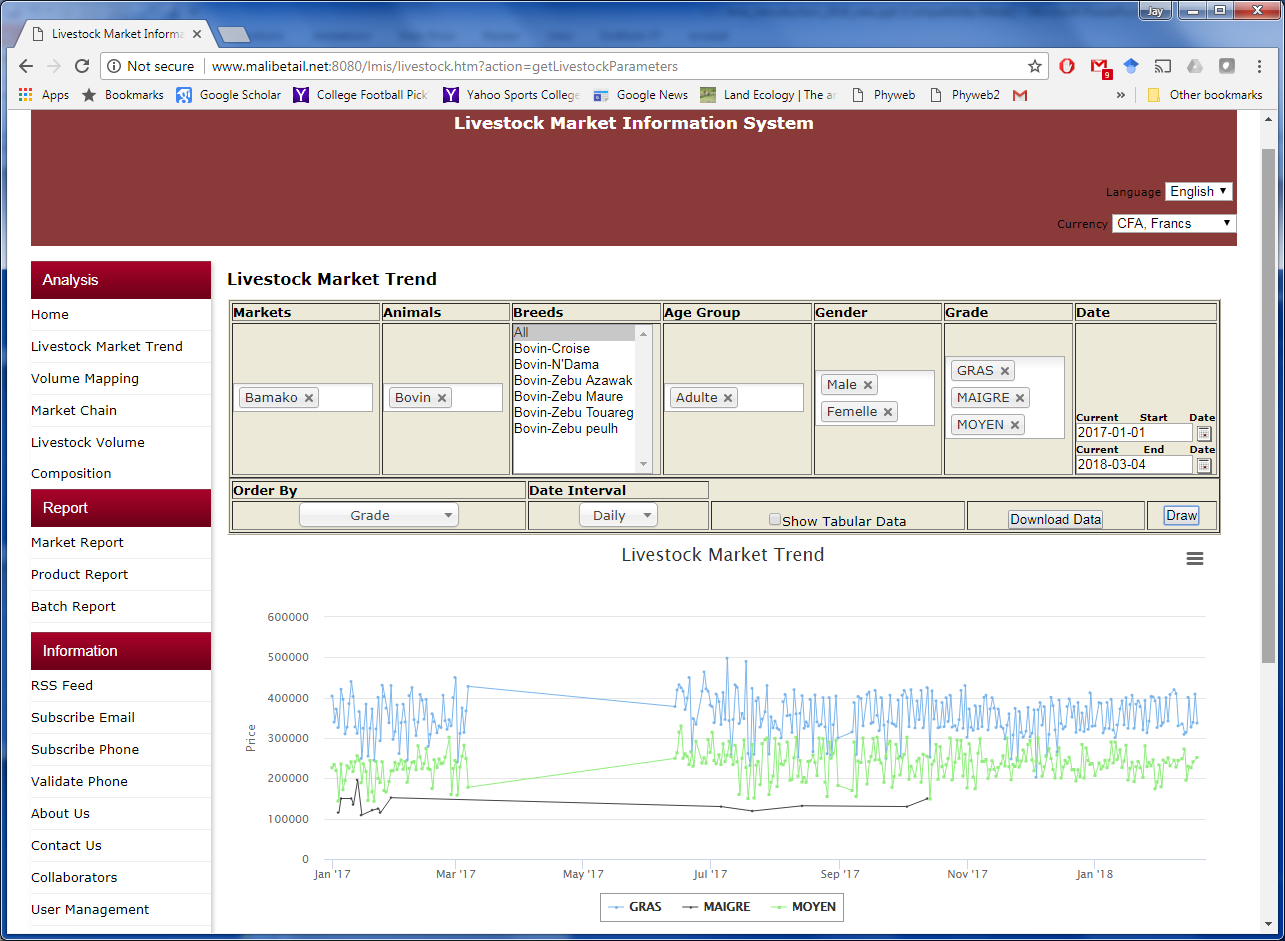 Jay
Livestock Market Informa
Not secure
www.malibetail.net:8080/lmis/livestock.htm?action=getLivestockParameters
9
Apps
Bookmarks
Google Scholar
College Football Pick
Yahoo Sports College
Google News
Land Ecology | The ar
Phyweb
Phyweb2
»
Other bookmarks
Livestock Market Information System
Language English
Currency CFA, Francs
Analysis
Home
Livestock Market Trend
Volume Mapping
Market Chain
Livestock Volume
Composition
Report
Market Report
Product Report
Batch Report
Information
RSS Feed
Subscribe Email
Subscribe Phone
Validate Phone
About Us
Contact Us
Collaborators
User Management
Livestock Market Trend
Markets Animals Breeds Age Group Gender Grade Date
Bamako
Bovin
All
Bovin-Croise
Bovin-N'Dama
Bovin-Zebu Azawak
Bovin-Zebu Maure
Bovin-Zebu Touareg
Bovin-Zebu peulh
Adulte
Male
Femelle
GRAS
MAIGRE
MOYEN
Current Start Date
2017-01-01
Current End Date
2018-03-04
Order By Date Interval
Grade Daily Show Tabular Data Download Data Draw
Livestock Market Trend
Price
600000
500000
400000
300000
200000
100000
0
Jan '17 Mar '17 May '17 Jul '17 Sep '17 Nov '17 Jan '18
GRAS MAIGRE MOYEN